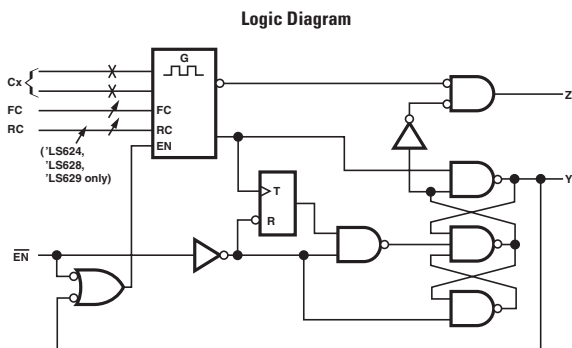 Logic Diagram
G
Cx
FC
FC
RC
RC
('LS624,
'LS628,
'LS629 only)
EN
Z
T
R
Y
EN